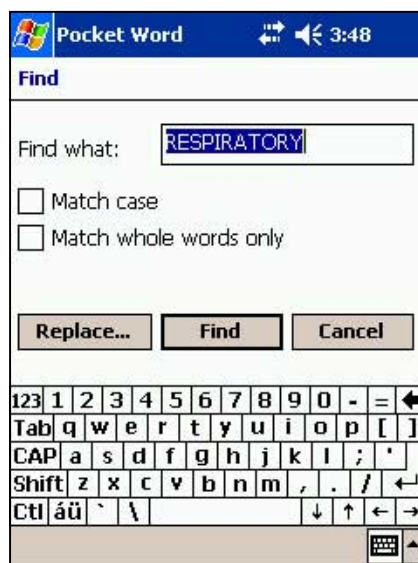 Pocket Word 3:48
Find
Find what: RESPIRATORY
Match case
Match whole words only
Replace... Find Cancel
123 1 2 3 4 5 6 7 8 9 0 - =
Tab q w e r t y u i o p [ ]
CAP a s d f g h j k l ; '
Shift z x c v b n m , . /
Ctl áü ` \ ↓ ↑ ← →